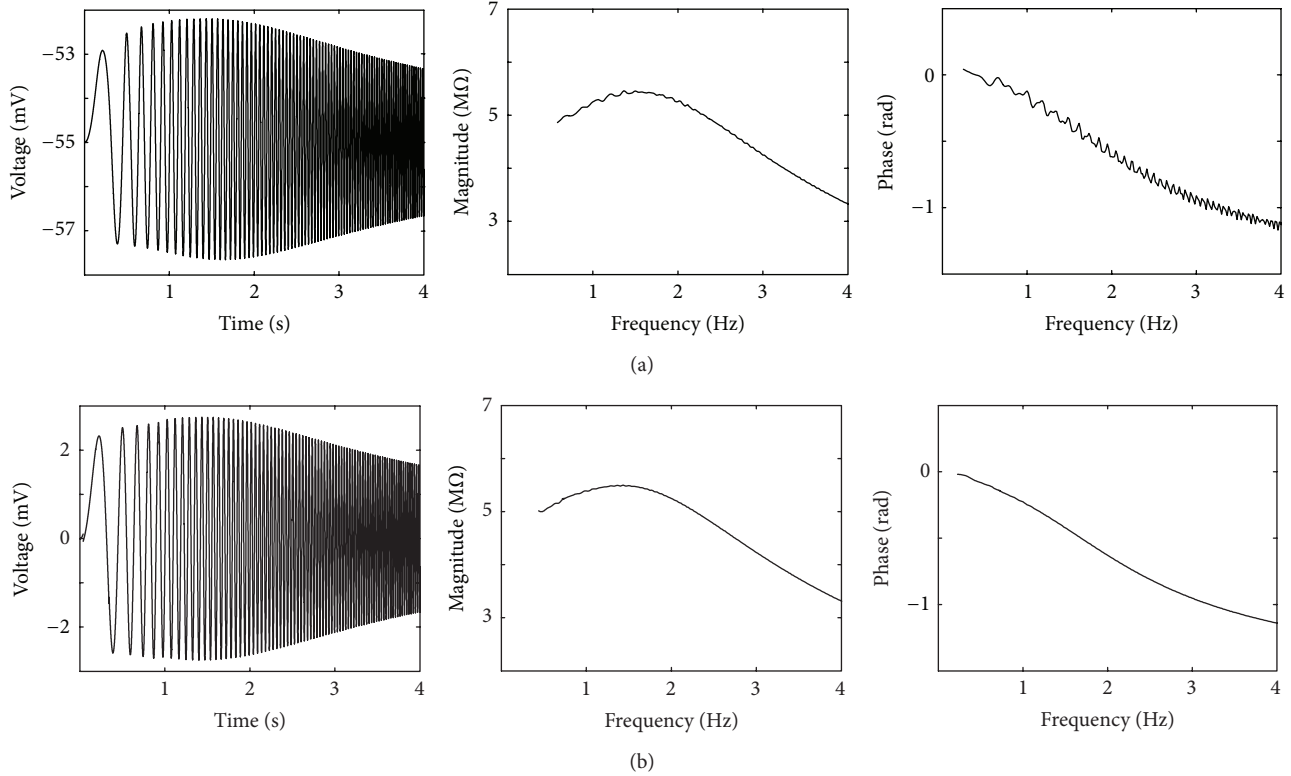 −53
−55
−57
Voltage (mV)
1 2 3 4
Time (s)
7
5
3
Magnitude (MΩ)
1 2 3 4
Frequency (Hz)
0
−1
Phase (rad)
1 2 3 4
Frequency (Hz)
(a)
2
0
−2
Voltage (mV)
1 2 3 4
Time (s)
7
5
3
Magnitude (MΩ)
1 2 3 4
Frequency (Hz)
0
−1
Phase (rad)
1 2 3 4
Frequency (Hz)
(b)